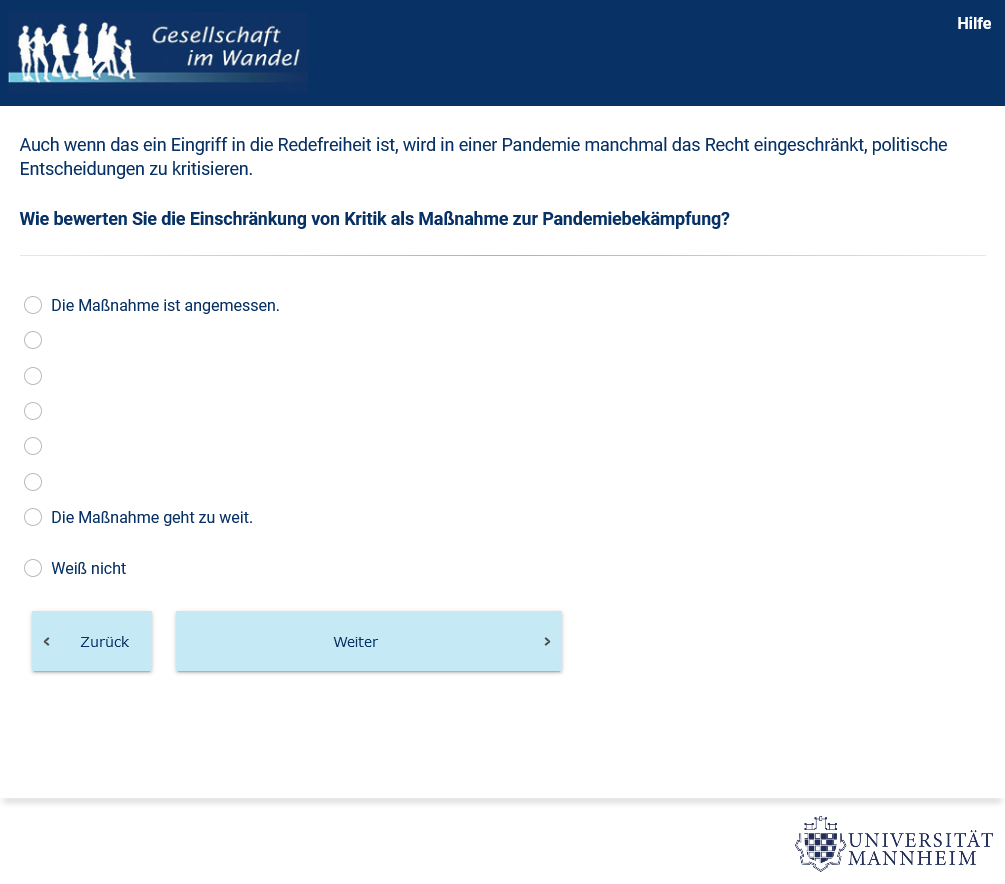 Gesellschaft
im Wandel
Hilfe
Auch wenn das ein Eingriff in die Redefreiheit ist, wird in einer Pandemie manchmal das Recht eingeschränkt, politische
Entscheidungen zu kritisieren.
Wie bewerten Sie die Einschränkung von Kritik als Maßnahme zur Pandemiebekämpfung?
Die Maßnahme ist angemessen.
Die Maßnahme geht zu weit.
Weiß nicht
Zurück
Weiter
UNIVERSITÄT
MANNHEIM